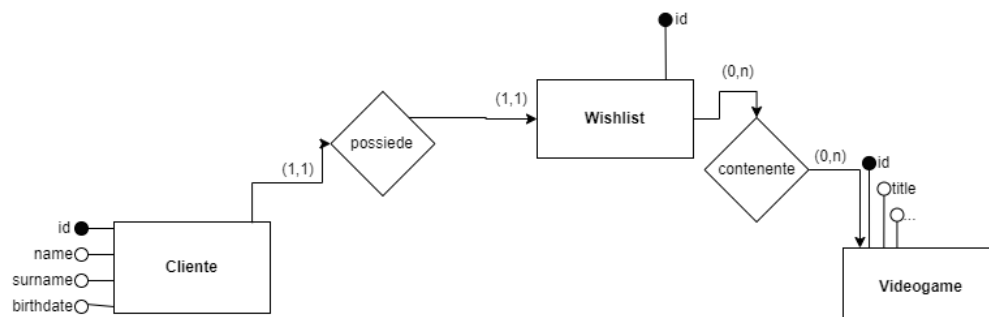 id
(0,n)
(1,1)
Wishlist
possiede
(0,n)
(1,1)
contenente
id
title
...
id
name
Cliente
surname
Videogame
birthdate